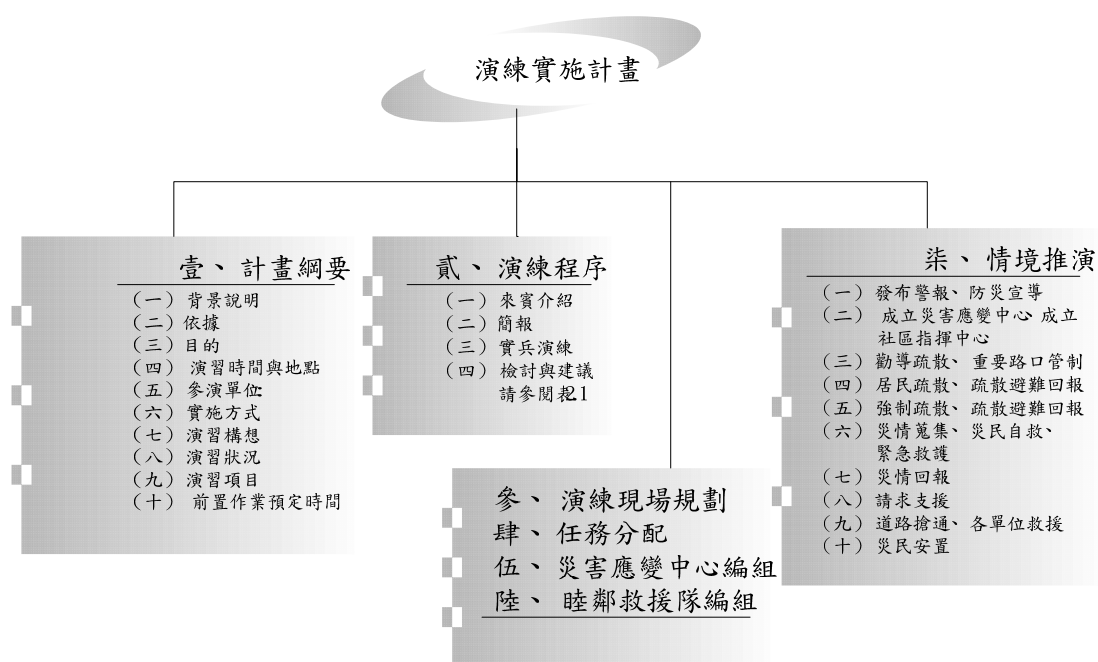 演練實施計畫
壹、計畫綱要
（一）背景說明
（二）依據
（三）目的
（四）演習時間與地點
（五）參演單位
（六）實施方式
（七）演習構想
（八）演習狀況
（九）演習項目
（十）前置作業預定時間
貳、演練程序
（一）來賓介紹
（二）簡報
（三）實兵演練
（四）檢討與建議
請參閱表21
參、演練現場規劃
肆、任務分配
伍、災害應變中心編組
陸、睦鄰救援隊編組
柒、情境推演
（一）發布警報、防災宣導
（二）成立災害應變中心、成立
社區指揮中心
（三）勸導疏散、重要路口管制
（四）居民疏散、疏散避難回報
（五）強制疏散、疏散避難回報
（六）災情蒐集、災民自救、
緊急救護
（七）災情回報
（八）請求支援
（九）道路搶通、各單位救援
（十）災民安置